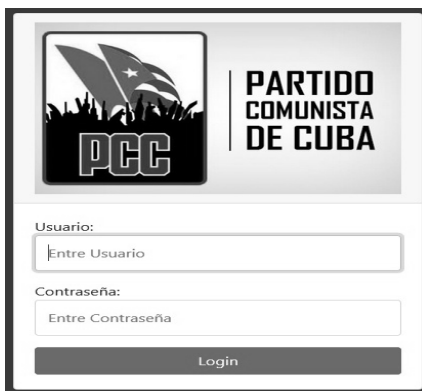 PCC
PARTIDO
COMUNISTA
DE CUBA
Usuario:
Entre Usuario
Contraseña:
Entre Contraseña
Login